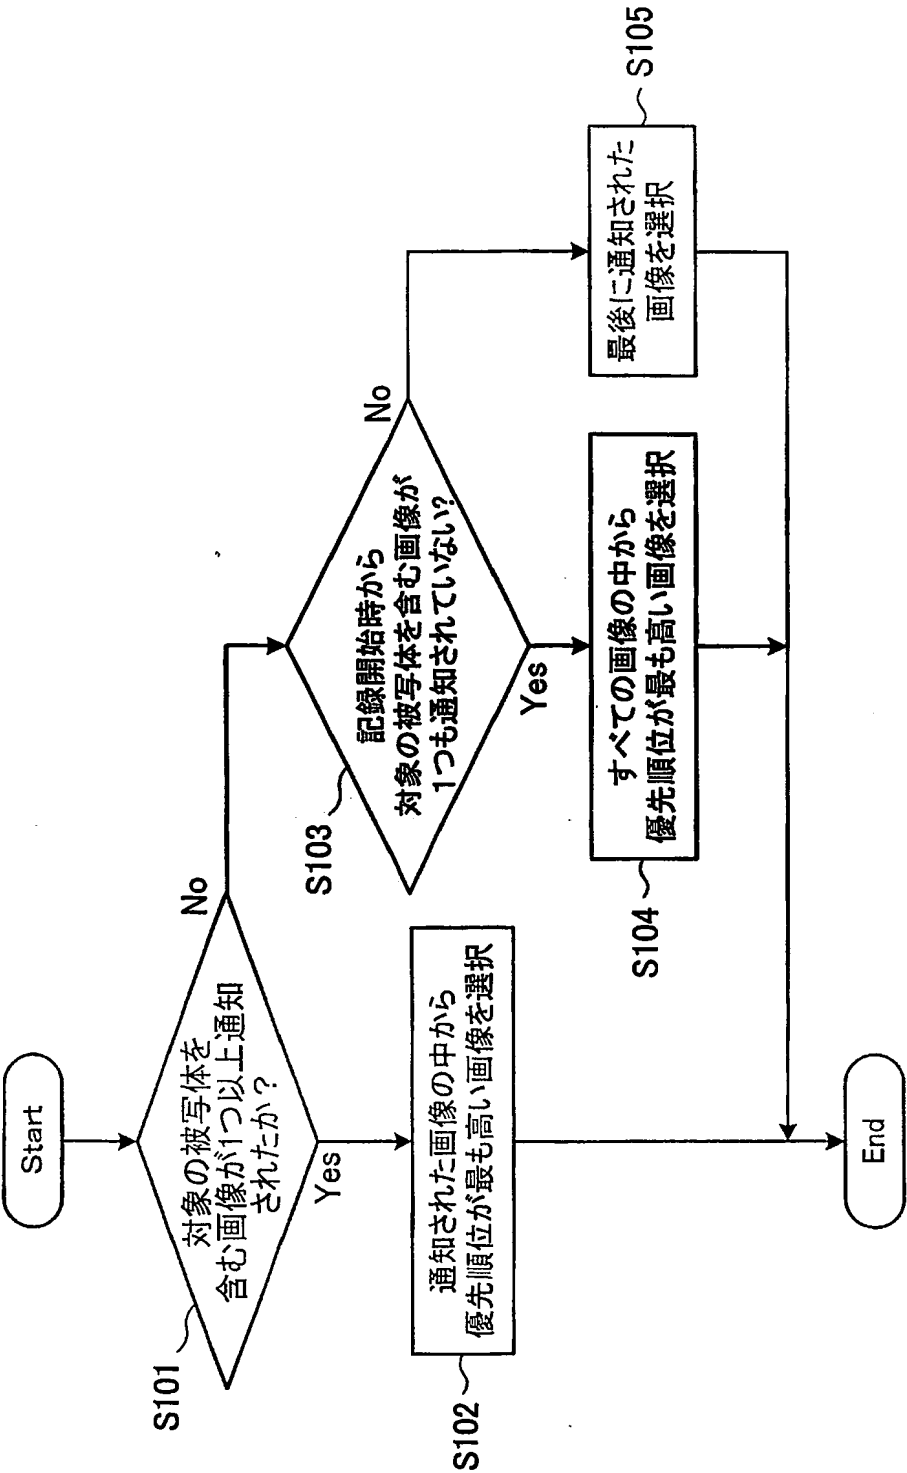 Start
S101
対象の被写体を
含む画像が1つ以上通知
されたか？
No
Yes
S102
通知された画像の中から
優先順位が最も高い画像を選択
S103
記録開始時から
対象の被写体を含む画像が
1つも通知されていない？
No
Yes
S104
すべての画像の中から
優先順位が最も高い画像を選択
S105
最後に通知された
画像を選択
End